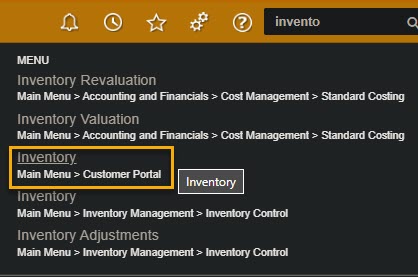 invento
MENU
Inventory Revaluation
Main Menu > Accounting and Financials > Cost Management > Standard Costing
Inventory Valuation
Main Menu > Accounting and Financials > Cost Management > Standard Costing
Inventory
Main Menu > Customer Portal
Inventory
Inventory
Main Menu > Inventory Management > Inventory Control
Inventory Adjustments
Main Menu > Inventory Management > Inventory Control